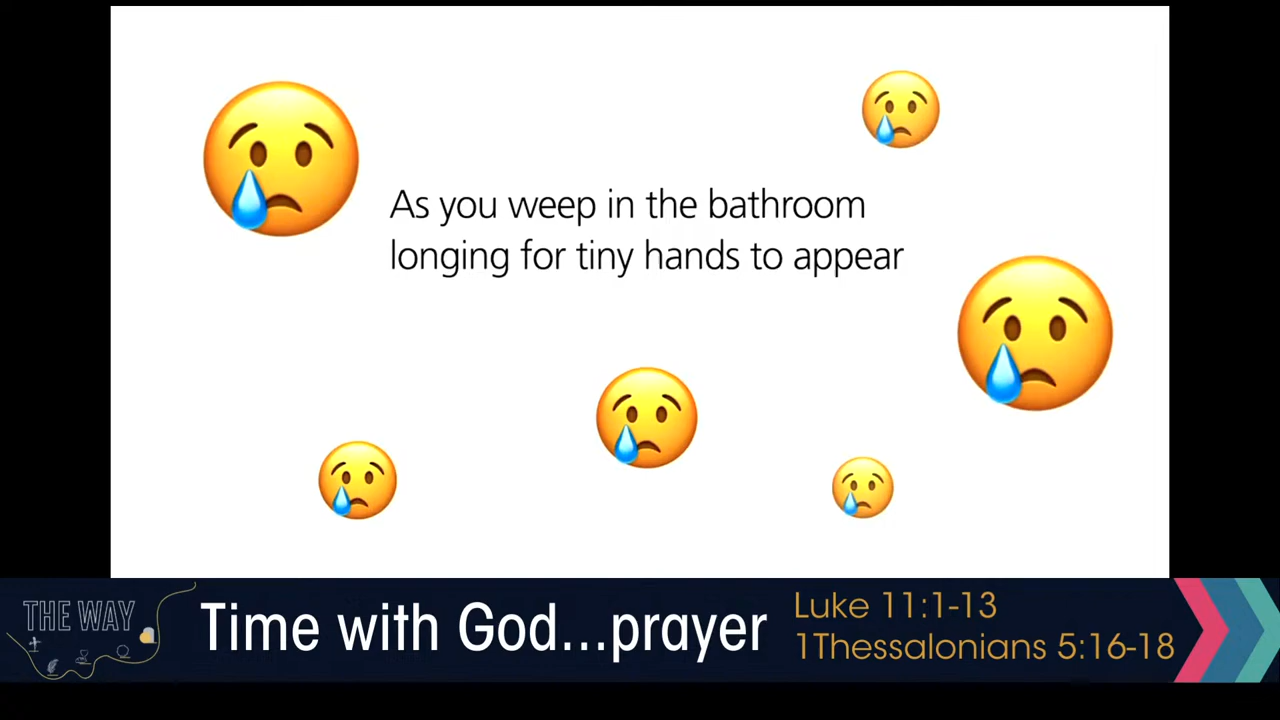 As you weep in the bathroom
longing for tiny hands to appear
THE WAY
Time with God...prayer
Luke 11:1-13
1Thessalonians 5:16-18